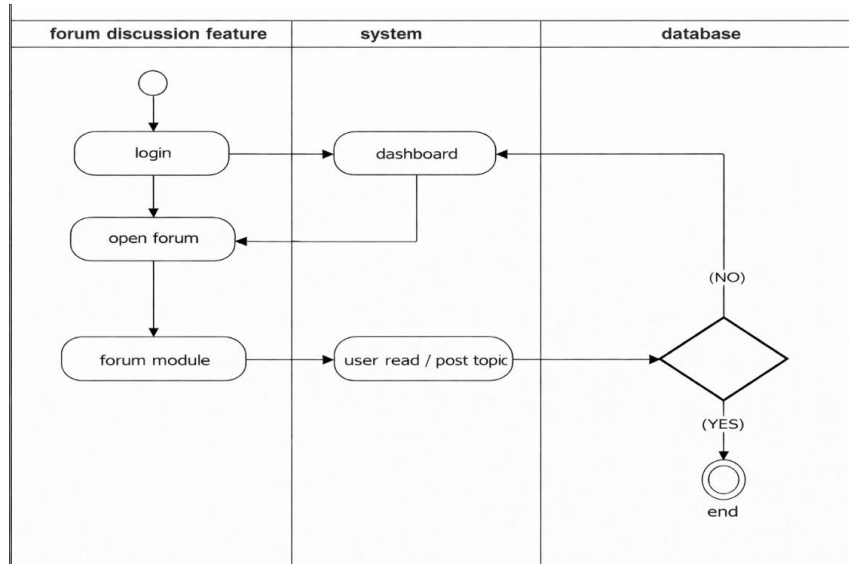 forum discussion feature
system
database
login
dashboard
open forum
(NO)
forum module
user read / post topic
(YES)
end